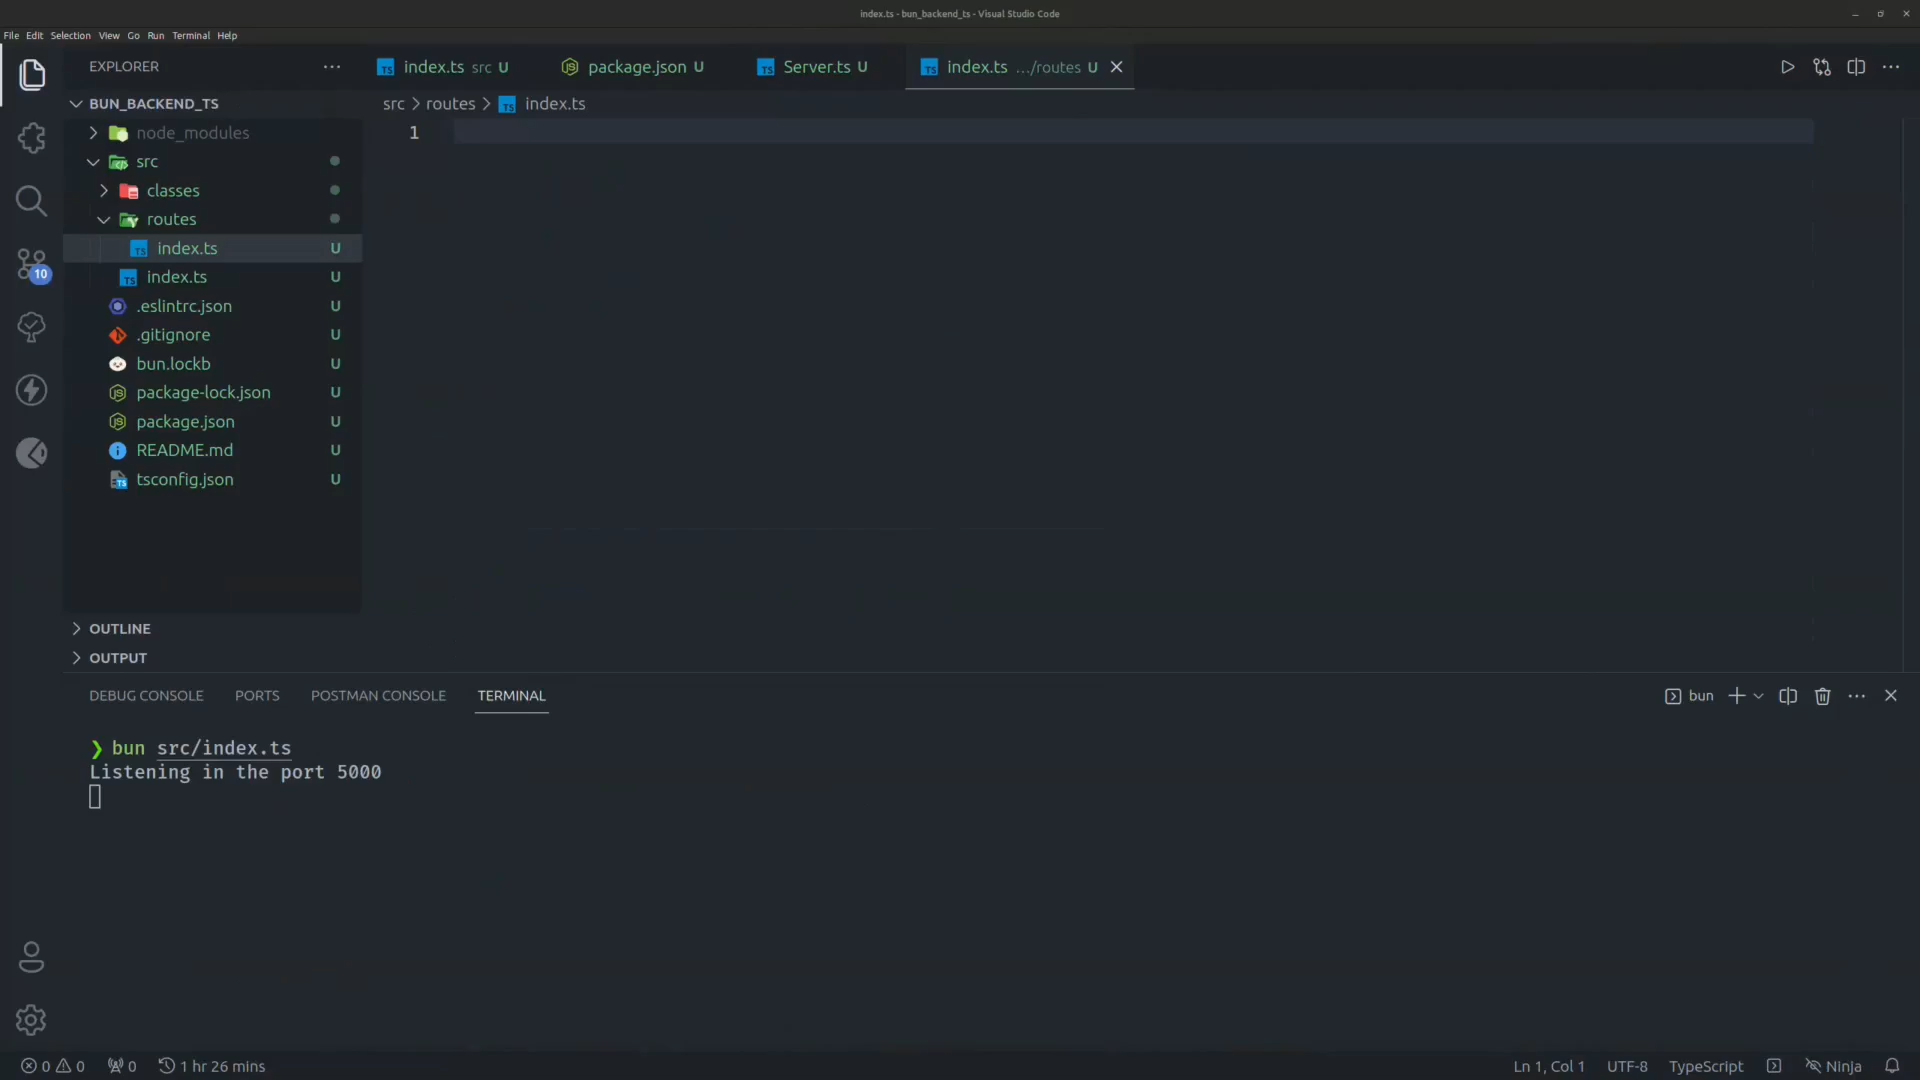 index.ts - bun_backend_ts - Visual Studio Code
File Edit Selection View Go Run Terminal Help
EXPLORER
index.ts src U
package.json U
Server.ts U
index.ts .../routes U
BUN_BACKEND_TS
src > routes > TS index.ts
node_modules
1
src
classes
routes
TS index.ts U
TS index.ts U
.eslintrc.json U
.gitignore U
bun.lockb U
package-lock.json U
package.json U
README.md U
tsconfig.json U
10
OUTLINE
OUTPUT
DEBUG CONSOLE PORTS POSTMAN CONSOLE TERMINAL
bun
❯ bun src/index.ts
Listening in the port 5000
0 0 0 1 hr 26 mins
Ln 1, Col 1 UTF-8 TypeScript Ninja